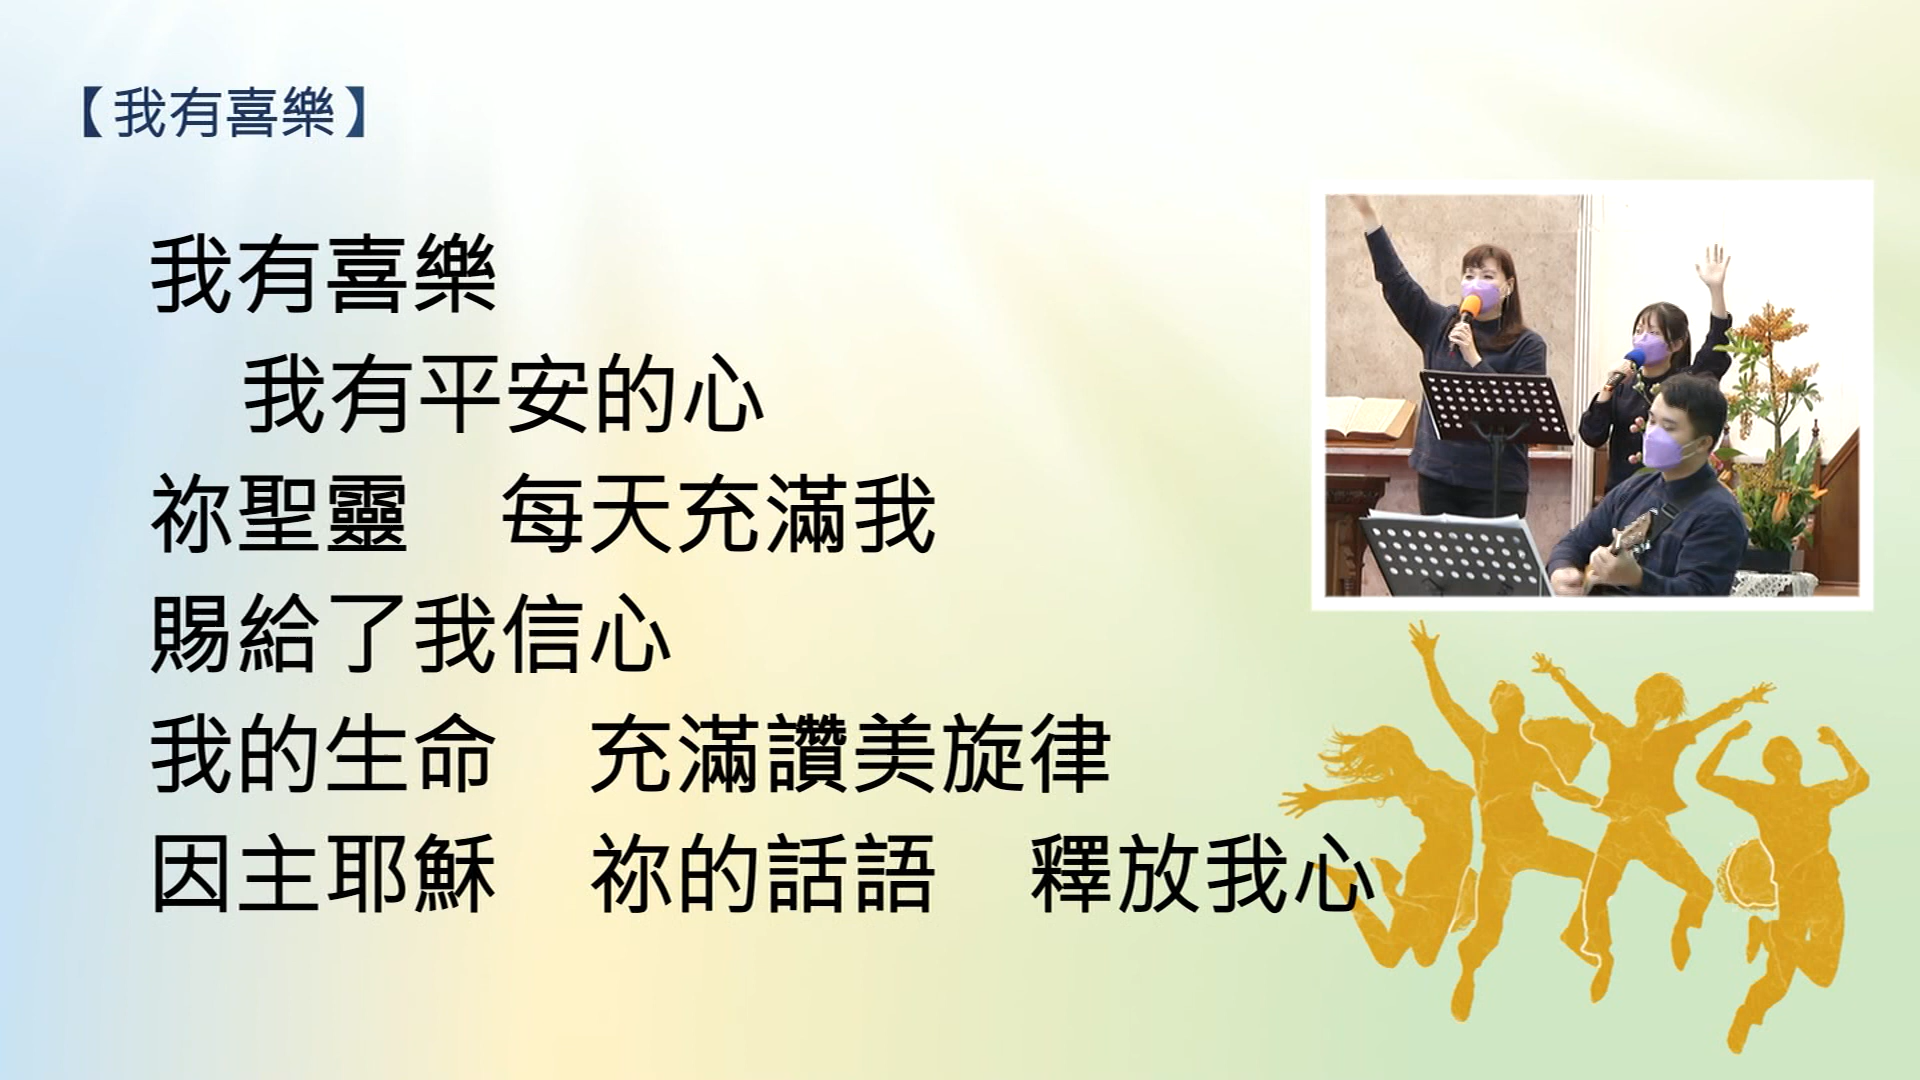 【我有喜樂】
我有喜樂
我有平安的心
祢聖靈　每天充滿我
賜給了我信心
我的生命　充滿讚美旋律
因主耶穌　祢的話語　釋放我心